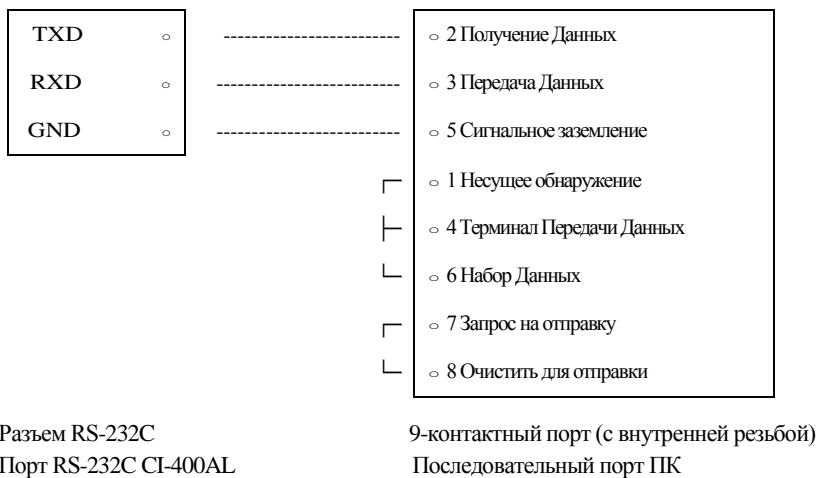 TXD 2 Получение Данных
RXD 3 Передача Данных
GND 5 Сигнальное заземление
1 Несущее обнаружение
4 Терминал Передачи Данных
6 Набор Данных
7 Запрос на отправку
8 Очистить для отправки
Разъем RS-232C 9-контактный порт (с внутренней резьбой)
Порт RS-232C CI-400AL Последовательный порт ПК